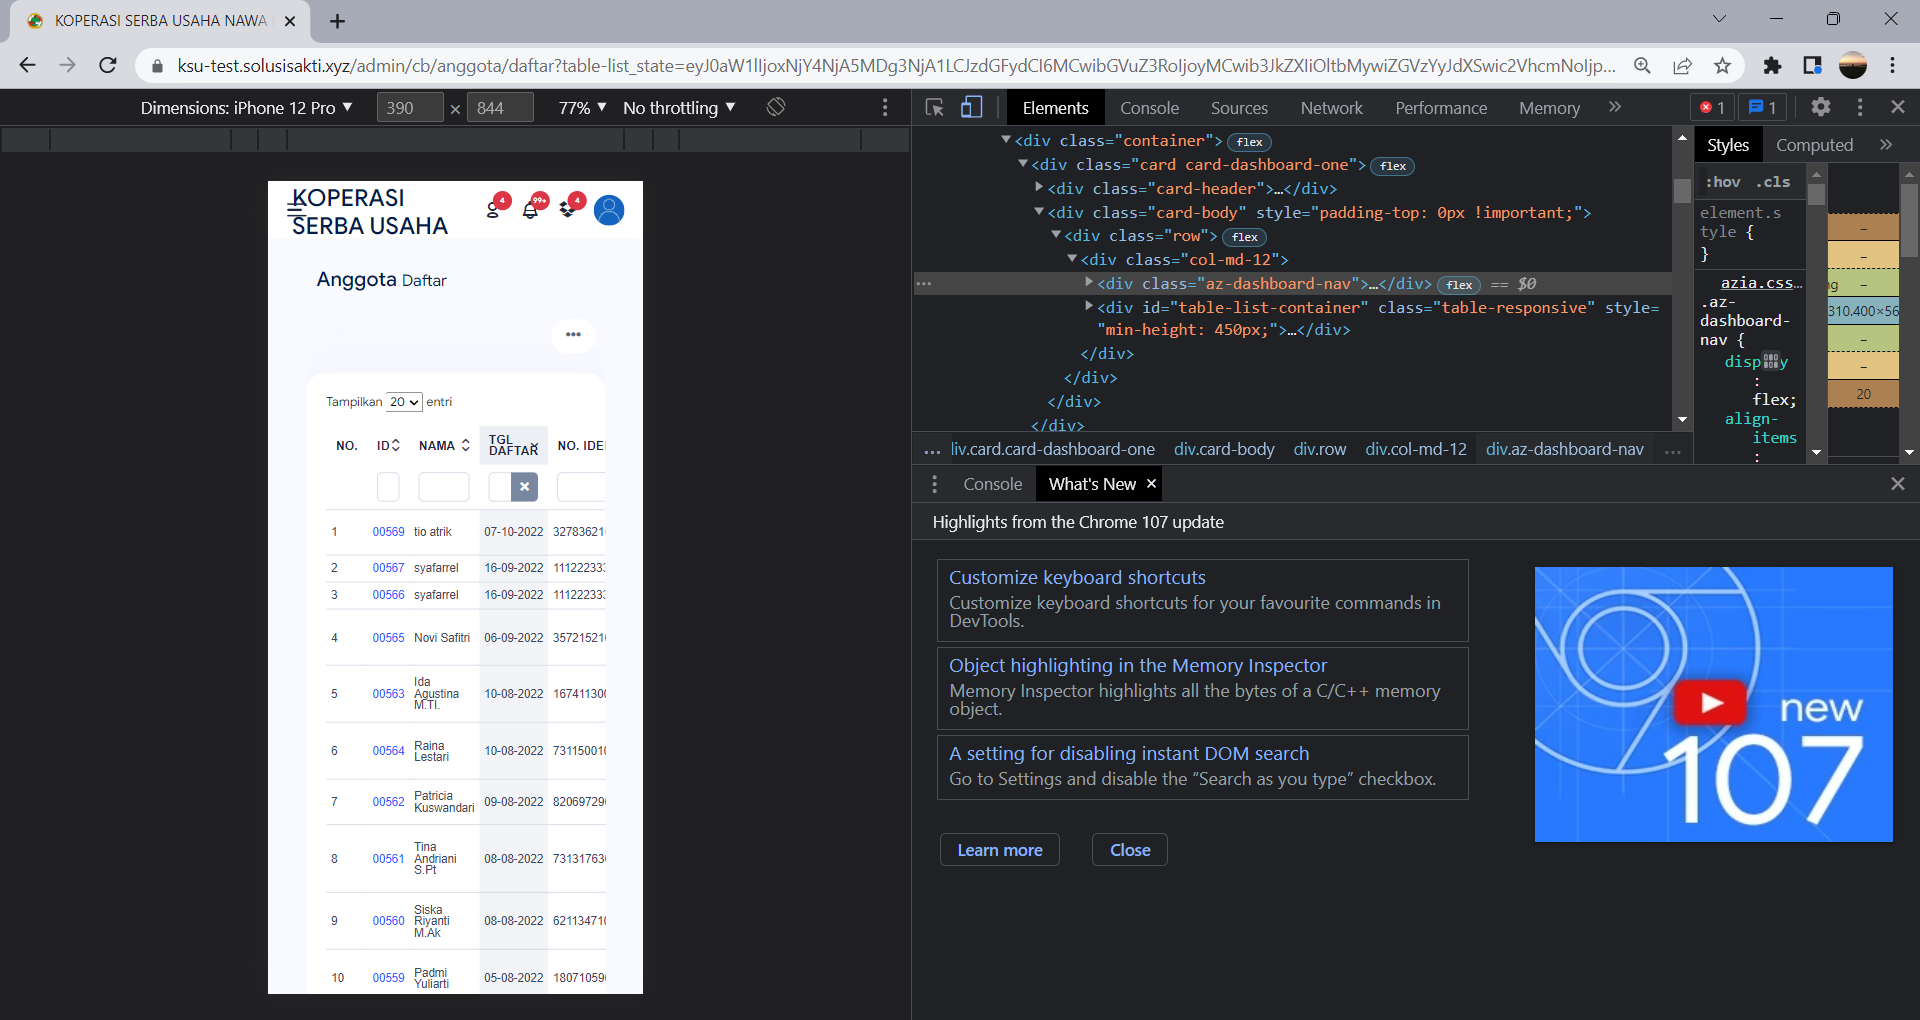 KOPERASI SERBA USAHA NAWA
ksu-test.solusisakti.xyz/admin/cb/anggota/daftar?table-list_state=eyJ0aW1lIjoxNjY4NjA5MDg3NjA1LCJzdGFydCI6MCwibGVuZ3RoIjoyMCwib3JkZXIiOltbMywiZGVzYyJdXSwic2VhcmNoIjp...
Dimensions: iPhone 12 Pro
390
×
844
77%
No throttling
Elements
Console
Sources
Network
Performance
Memory
1
1
KOPERASI
SERBA USAHA
4
99+
4
Anggota Daftar
Tampilkan 20 entri
NO.
ID
NAMA
TGL
DAFTAR
NO. IDE
1 00569 tio atrik 07-10-2022 32783621
2 00567 syafarrel 16-09-2022 11122233
3 00566 syafarrel 16-09-2022 11122233
4 00565 Novi Safitri 06-09-2022 35721521
5 00563 Ida Agustina M.TI. 10-08-2022 16741130
6 00564 Raina Lestari 10-08-2022 73115001
7 00562 Patricia Kuswandari 09-08-2022 82069729
8 00561 Tina Andriani S.Pt 08-08-2022 73131763
9 00560 Siska Riyanti M.Ak 08-08-2022 62113471
10 00559 Padmi Yuliarti 05-08-2022 18071059
<div class="container"> flex
<div class="card card-dashboard-one"> flex
<div class="card-header">…</div>
<div class="card-body" style="padding-top: 0px !important;">
<div class="row"> flex
<div class="col-md-12">
<div class="az-dashboard-nav">…</div> flex == $0
<div id="table-list-container" class="table-responsive" style=
"min-height: 450px;">…</div>
</div>
</div>
</div>
</div>
... liv.card.card-dashboard-one div.card-body div.row div.col-md-12 div.az-dashboard-nav ...
Styles
Computed
:hov .cls
element.s
tyle {
}
azia.css…
.az-
dashboard-
nav {
:
flex;
align-
items
:
ng
–
–
–
310.400×56
–
–
20
Console
What's New
Highlights from the Chrome 107 update
Customize keyboard shortcuts
Customize keyboard shortcuts for your favourite commands in
DevTools.
Object highlighting in the Memory Inspector
Memory Inspector highlights all the bytes of a C/C++ memory
object.
A setting for disabling instant DOM search
Go to Settings and disable the “Search as you type” checkbox.
Learn more
Close
new
107